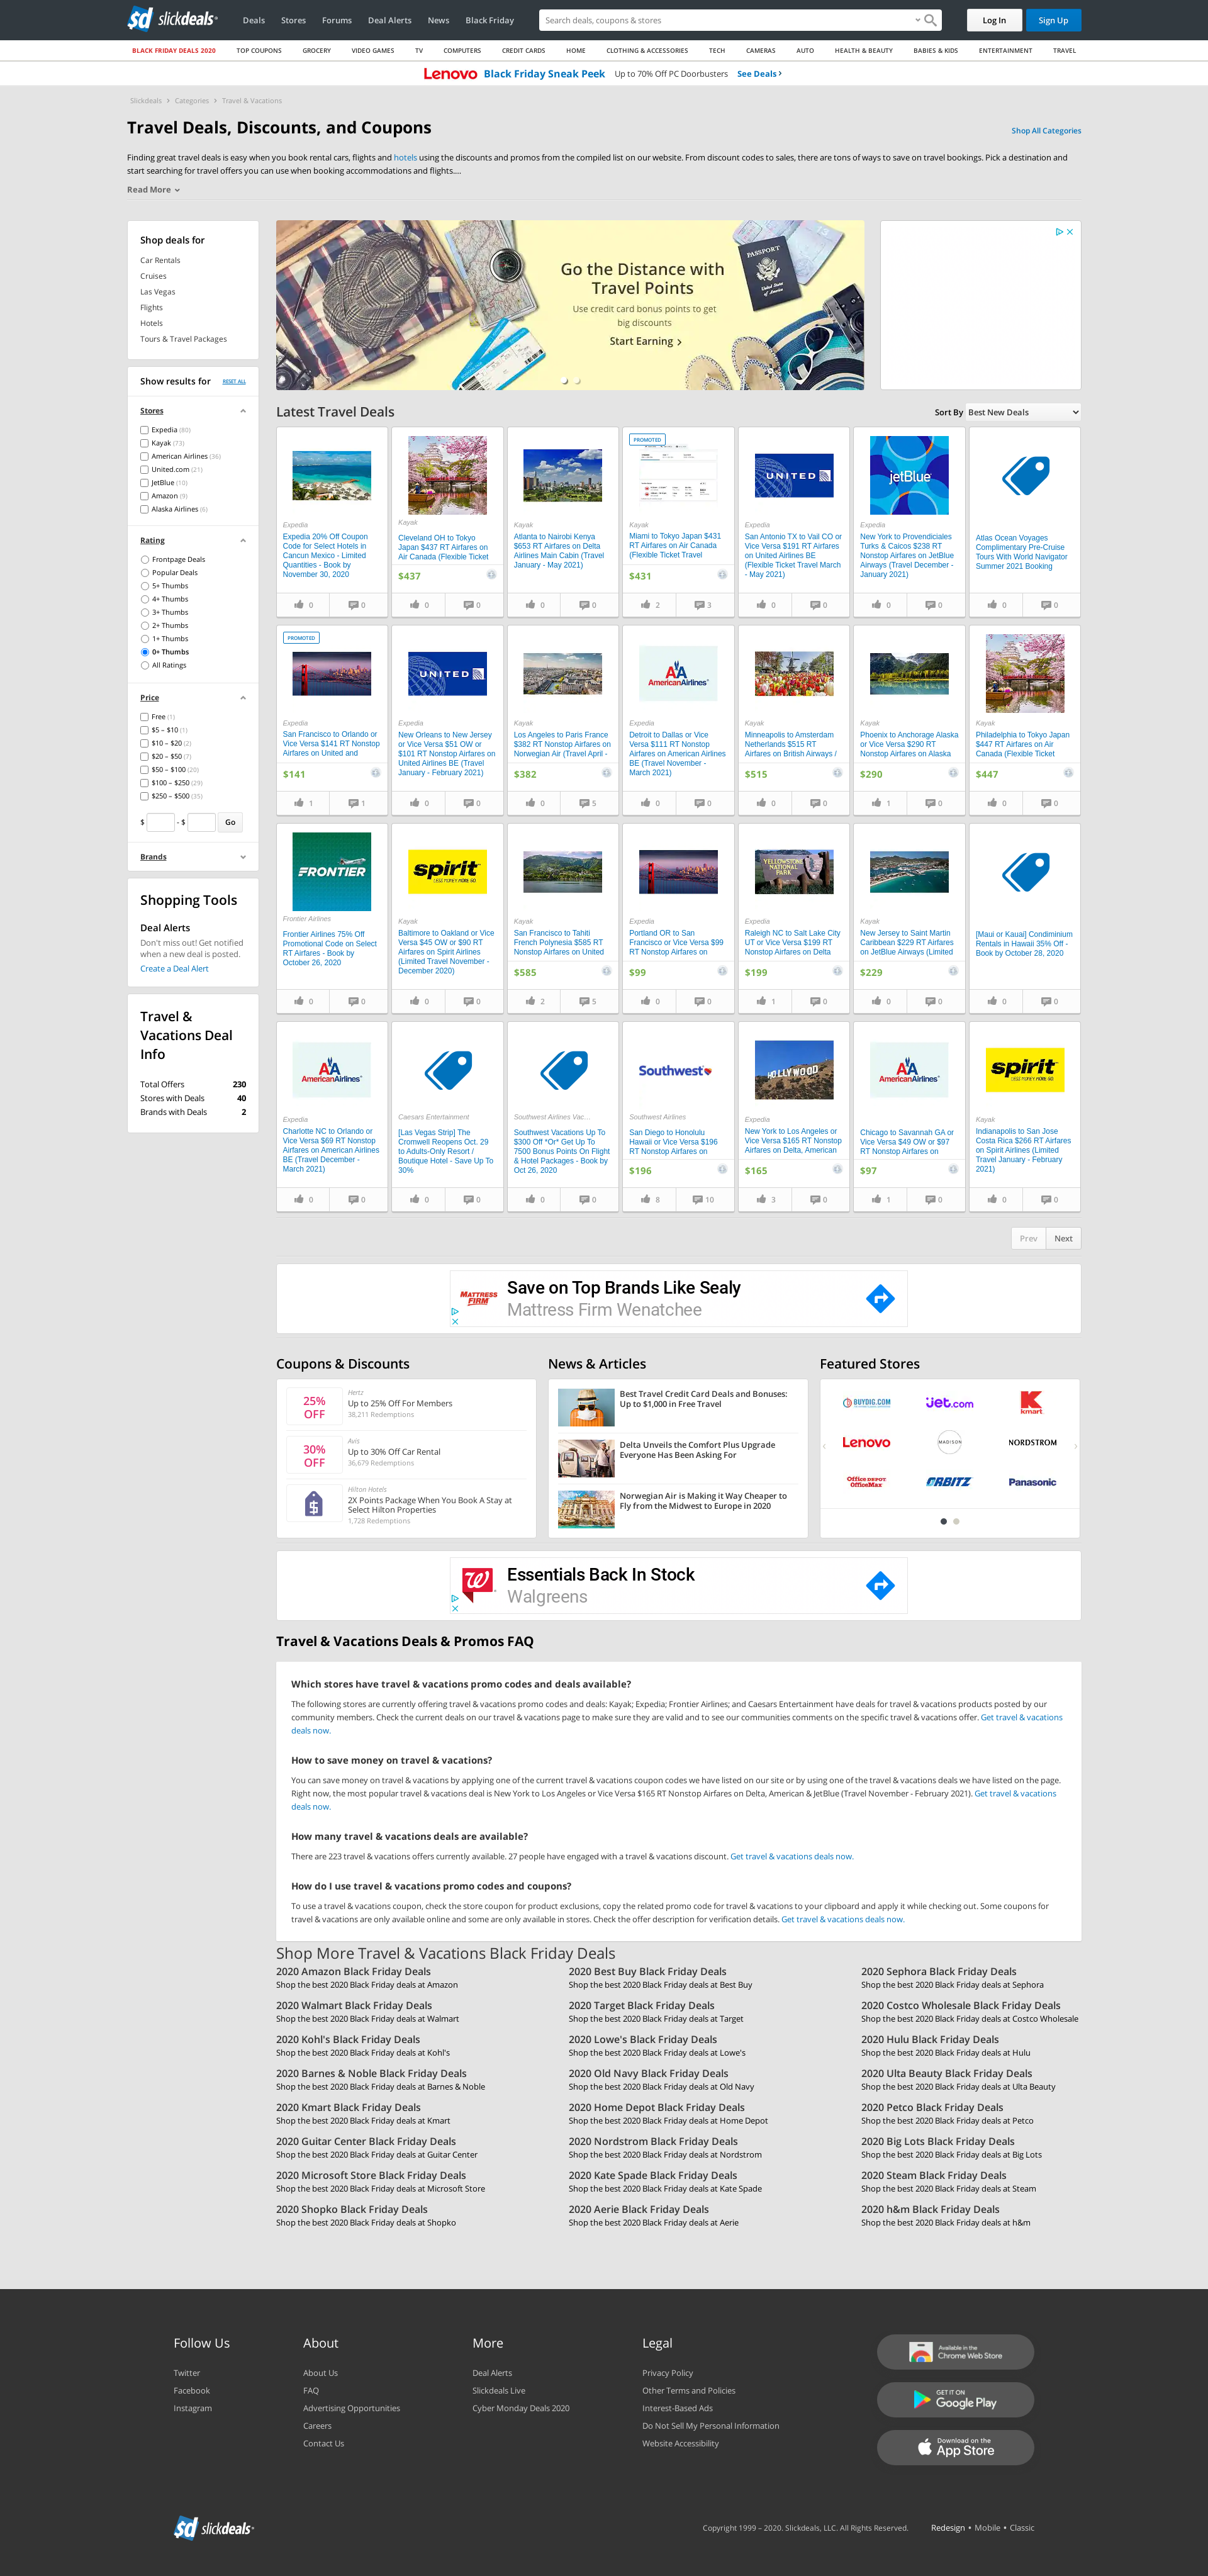 slickdeals
Deals Stores Forums Deal Alerts News Black Friday
Search deals, coupons & stores
Log In Sign Up
BLACK FRIDAY DEALS 2020 TOP COUPONS GROCERY VIDEO GAMES TV COMPUTERS CREDIT CARDS HOME CLOTHING & ACCESSORIES TECH CAMERAS AUTO HEALTH & BEAUTY BABIES & KIDS ENTERTAINMENT TRAVEL
Lenovo Black Friday Sneak Peek Up to 70% Off PC Doorbusters See Deals
Slickdeals Categories Travel & Vacations
Travel Deals, Discounts, and Coupons
Shop All Categories
Finding great travel deals is easy when you book rental cars, flights and hotels using the discounts and promos from the compiled list on our website. From discount codes to sales, there are tons of ways to save on travel bookings. Pick a destination and
start searching for travel offers you can use when booking accommodations and flights....
Read More
Shop deals for
Car Rentals
Cruises
Las Vegas
Flights
Hotels
Tours & Travel Packages
Show results for RESET ALL
Stores
Expedia (80)
Kayak (73)
American Airlines (36)
United.com (21)
JetBlue (10)
Amazon (9)
Alaska Airlines (6)
Rating
Frontpage Deals
Popular Deals
5+ Thumbs
4+ Thumbs
3+ Thumbs
2+ Thumbs
1+ Thumbs
0+ Thumbs
All Ratings
Price
Free (1)
$5 – $10 (1)
$10 – $20 (2)
$20 – $50 (7)
$50 – $100 (20)
$100 – $250 (29)
$250 – $500 (35)
$ - $ Go
Brands
Shopping Tools
Deal Alerts
Don't miss out! Get notified
when a new deal is posted.
Create a Deal Alert
Travel &
Vacations Deal
Info
Total Offers 230
Stores with Deals 40
Brands with Deals 2
PASSPORT
Go the Distance with
Travel Points
Use credit card bonus points to get
big discounts
Start Earning
Latest Travel Deals
Sort By Best New Deals
Expedia
Expedia 20% Off Coupon
Code for Select Hotels in
Cancun Mexico - Limited
Quantities - Book by
November 30, 2020
0 0
Kayak
Cleveland OH to Tokyo
Japan $437 RT Airfares on
Air Canada (Flexible Ticket
$437
0 0
Kayak
Atlanta to Nairobi Kenya
$653 RT Airfares on Delta
Airlines Main Cabin (Travel
January - May 2021)
0 0
PROMOTED
Kayak
Miami to Tokyo Japan $431
RT Airfares on Air Canada
(Flexible Ticket Travel
$431
2 3
UNITED
Expedia
San Antonio TX to Vail CO or
Vice Versa $191 RT Airfares
on United Airlines BE
(Flexible Ticket Travel March
- May 2021)
0 0
jetBlue
Expedia
New York to Provendiciales
Turks & Caicos $238 RT
Nonstop Airfares on JetBlue
Airways (Travel December -
January 2021)
0 0
Atlas Ocean Voyages
Complimentary Pre-Cruise
Tours With World Navigator
Summer 2021 Booking
0 0
PROMOTED
Expedia
San Francisco to Orlando or
Vice Versa $141 RT Nonstop
Airfares on United and
$141
1 1
UNITED
Expedia
New Orleans to New Jersey
or Vice Versa $51 OW or
$101 RT Nonstop Airfares on
United Airlines BE (Travel
January - February 2021)
0 0
Kayak
Los Angeles to Paris France
$382 RT Nonstop Airfares on
Norwegian Air (Travel April -
$382
0 5
AmericanAirlines
Expedia
Detroit to Dallas or Vice
Versa $111 RT Nonstop
Airfares on American Airlines
BE (Travel November -
March 2021)
0 0
Kayak
Minneapolis to Amsterdam
Netherlands $515 RT
Airfares on British Airways /
$515
0 0
Kayak
Phoenix to Anchorage Alaska
or Vice Versa $290 RT
Nonstop Airfares on Alaska
$290
1 0
Kayak
Philadelphia to Tokyo Japan
$447 RT Airfares on Air
Canada (Flexible Ticket
$447
0 0
FRONTIER
Frontier Airlines
Frontier Airlines 75% Off
Promotional Code on Select
RT Airfares - Book by
October 26, 2020
0 0
spirit
LESS MONEY. MORE GO.
Kayak
Baltimore to Oakland or Vice
Versa $45 OW or $90 RT
Airfares on Spirit Airlines
(Limited Travel November -
December 2020)
0 0
Kayak
San Francisco to Tahiti
French Polynesia $585 RT
Nonstop Airfares on United
$585
2 5
Expedia
Portland OR to San
Francisco or Vice Versa $99
RT Nonstop Airfares on
$99
0 0
YELLOWSTONE
NATIONAL
PARK
Expedia
Raleigh NC to Salt Lake City
UT or Vice Versa $199 RT
Nonstop Airfares on Delta
$199
1 0
Kayak
New Jersey to Saint Martin
Caribbean $229 RT Airfares
on JetBlue Airways (Limited
$229
0 0
[Maui or Kauai] Condiminium
Rentals in Hawaii 35% Off -
Book by October 28, 2020
0 0
AmericanAirlines
Expedia
Charlotte NC to Orlando or
Vice Versa $69 RT Nonstop
Airfares on American Airlines
BE (Travel December -
March 2021)
0 0
Caesars Entertainment
[Las Vegas Strip] The
Cromwell Reopens Oct. 29
to Adults-Only Resort /
Boutique Hotel - Save Up To
30%
0 0
Southwest Airlines Vac...
Southwest Vacations Up To
$300 Off *Or* Get Up To
7500 Bonus Points On Flight
& Hotel Packages - Book by
Oct 26, 2020
0 0
Southwest
Southwest Airlines
San Diego to Honolulu
Hawaii or Vice Versa $196
RT Nonstop Airfares on
$196
8 10
HOLLYWOOD
Expedia
New York to Los Angeles or
Vice Versa $165 RT Nonstop
Airfares on Delta, American
$165
3 0
AmericanAirlines
Chicago to Savannah GA or
Vice Versa $49 OW or $97
RT Nonstop Airfares on
$97
1 0
spirit
LESS MONEY. MORE GO.
Kayak
Indianapolis to San Jose
Costa Rica $266 RT Airfares
on Spirit Airlines (Limited
Travel January - February
2021)
0 0
Prev Next
MATTRESS FIRM
Save on Top Brands Like Sealy
Mattress Firm Wenatchee
Coupons & Discounts
25%
OFF
Hertz
Up to 25% Off For Members
38,211 Redemptions
30%
OFF
Avis
Up to 30% Off Car Rental
36,679 Redemptions
Hilton Hotels
2X Points Package When You Book A Stay at
Select Hilton Properties
1,728 Redemptions
News & Articles
Best Travel Credit Card Deals and Bonuses:
Up to $1,000 in Free Travel
Delta Unveils the Comfort Plus Upgrade
Everyone Has Been Asking For
Norwegian Air is Making it Way Cheaper to
Fly from the Midwest to Europe in 2020
Featured Stores
BUYDIG.COM jet.com kmart
Lenovo MADISON NORDSTROM
Office DEPOT OfficeMax ORBITZ Panasonic
Essentials Back In Stock
Walgreens
Travel & Vacations Deals & Promos FAQ
Which stores have travel & vacations promo codes and deals available?
The following stores are currently offering travel & vacations promo codes and deals: Kayak; Expedia; Frontier Airlines; and Caesars Entertainment have deals for travel & vacations products posted by our
community members. Check the current deals on our travel & vacations page to make sure they are valid and to see our communities comments on the specific travel & vacations offer. Get travel & vacations
deals now.
How to save money on travel & vacations?
You can save money on travel & vacations by applying one of the current travel & vacations coupon codes we have listed on our site or by using one of the travel & vacations deals we have listed on the page.
Right now, the most popular travel & vacations deal is New York to Los Angeles or Vice Versa $165 RT Nonstop Airfares on Delta, American & JetBlue (Travel November - February 2021). Get travel & vacations
deals now.
How many travel & vacations deals are available?
There are 223 travel & vacations offers currently available. 27 people have engaged with a travel & vacations discount. Get travel & vacations deals now.
How do I use travel & vacations promo codes and coupons?
To use a travel & vacations coupon, check the store coupon for product exclusions, copy the related promo code for travel & vacations to your clipboard and apply it while checking out. Some coupons for
travel & vacations are only available online and some are only available in stores. Check the offer description for verification details. Get travel & vacations deals now.
Shop More Travel & Vacations Black Friday Deals
2020 Amazon Black Friday Deals
Shop the best 2020 Black Friday deals at Amazon
2020 Best Buy Black Friday Deals
Shop the best 2020 Black Friday deals at Best Buy
2020 Sephora Black Friday Deals
Shop the best 2020 Black Friday deals at Sephora
2020 Walmart Black Friday Deals
Shop the best 2020 Black Friday deals at Walmart
2020 Target Black Friday Deals
Shop the best 2020 Black Friday deals at Target
2020 Costco Wholesale Black Friday Deals
Shop the best 2020 Black Friday deals at Costco Wholesale
2020 Kohl's Black Friday Deals
Shop the best 2020 Black Friday deals at Kohl's
2020 Lowe's Black Friday Deals
Shop the best 2020 Black Friday deals at Lowe's
2020 Hulu Black Friday Deals
Shop the best 2020 Black Friday deals at Hulu
2020 Barnes & Noble Black Friday Deals
Shop the best 2020 Black Friday deals at Barnes & Noble
2020 Old Navy Black Friday Deals
Shop the best 2020 Black Friday deals at Old Navy
2020 Ulta Beauty Black Friday Deals
Shop the best 2020 Black Friday deals at Ulta Beauty
2020 Kmart Black Friday Deals
Shop the best 2020 Black Friday deals at Kmart
2020 Home Depot Black Friday Deals
Shop the best 2020 Black Friday deals at Home Depot
2020 Petco Black Friday Deals
Shop the best 2020 Black Friday deals at Petco
2020 Guitar Center Black Friday Deals
Shop the best 2020 Black Friday deals at Guitar Center
2020 Nordstrom Black Friday Deals
Shop the best 2020 Black Friday deals at Nordstrom
2020 Big Lots Black Friday Deals
Shop the best 2020 Black Friday deals at Big Lots
2020 Microsoft Store Black Friday Deals
Shop the best 2020 Black Friday deals at Microsoft Store
2020 Kate Spade Black Friday Deals
Shop the best 2020 Black Friday deals at Kate Spade
2020 Steam Black Friday Deals
Shop the best 2020 Black Friday deals at Steam
2020 Shopko Black Friday Deals
Shop the best 2020 Black Friday deals at Shopko
2020 Aerie Black Friday Deals
Shop the best 2020 Black Friday deals at Aerie
2020 h&m Black Friday Deals
Shop the best 2020 Black Friday deals at h&m
Follow Us
Twitter
Facebook
Instagram
About
About Us
FAQ
Advertising Opportunities
Careers
Contact Us
More
Deal Alerts
Slickdeals Live
Cyber Monday Deals 2020
Legal
Privacy Policy
Other Terms and Policies
Interest-Based Ads
Do Not Sell My Personal Information
Website Accessibility
Available in the
Chrome Web Store
GET IT ON
Google Play
Download on the
App Store
slickdeals
Copyright 1999 – 2020. Slickdeals, LLC. All Rights Reserved. Redesign • Mobile • Classic